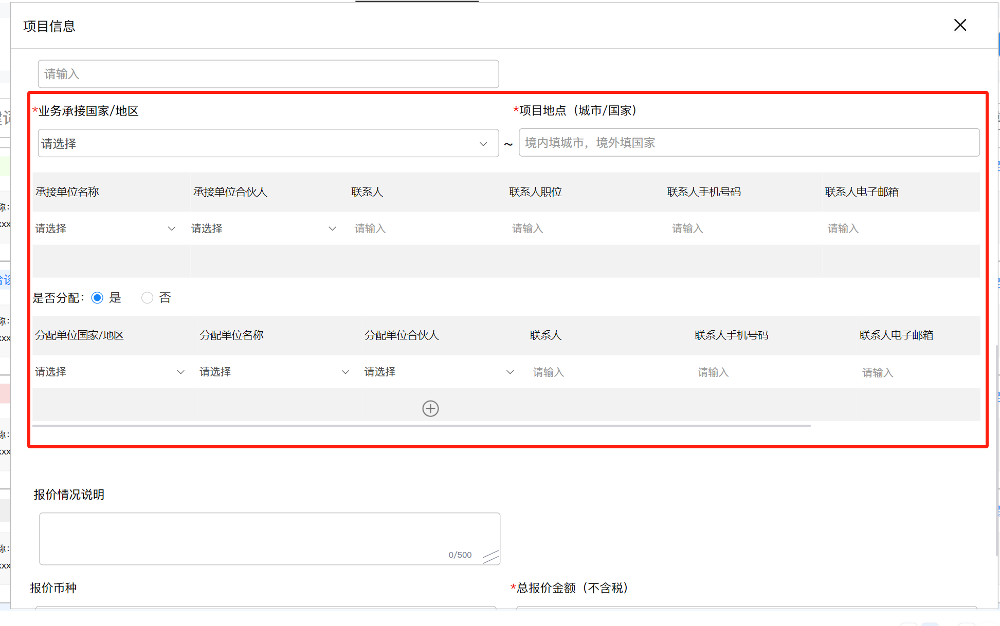 项目信息
请输入
*业务承接国家/地区 *项目地点（城市/国家）
请选择 ~ 境内填城市，境外填国家
承接单位名称 承接单位合伙人 联系人 联系人职位 联系人手机号码 联系人电子邮箱
请选择 请选择 请输入 请输入 请输入 请输入
是否分配： 是 否
分配单位国家/地区 分配单位名称 分配单位合伙人 联系人 联系人手机号码 联系人电子邮箱
请选择 请选择 请选择 请输入 请输入 请输入
报价情况说明
0/500
报价币种 *总报价金额（不含税）
称：
xxx
称：
xxx
称：
xxx
称：
xxx